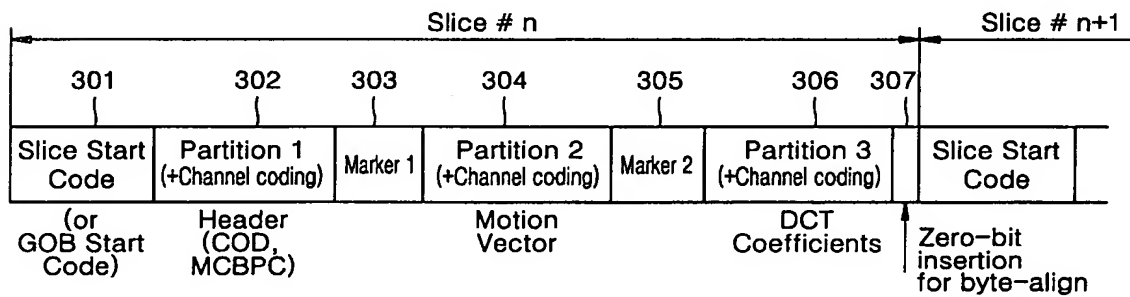 Slice # n
Slice # n+1
301
302
303
304
305
306
307
Slice Start Code
Partition 1
(+Channel coding)
Marker 1
Partition 2
(+Channel coding)
Marker 2
Partition 3
(+Channel coding)
Slice Start Code
(or
GOB Start
Code)
Header
(COD,
MCBPC)
Motion
Vector
DCT
Coefficients
Zero-bit
insertion
for byte-align